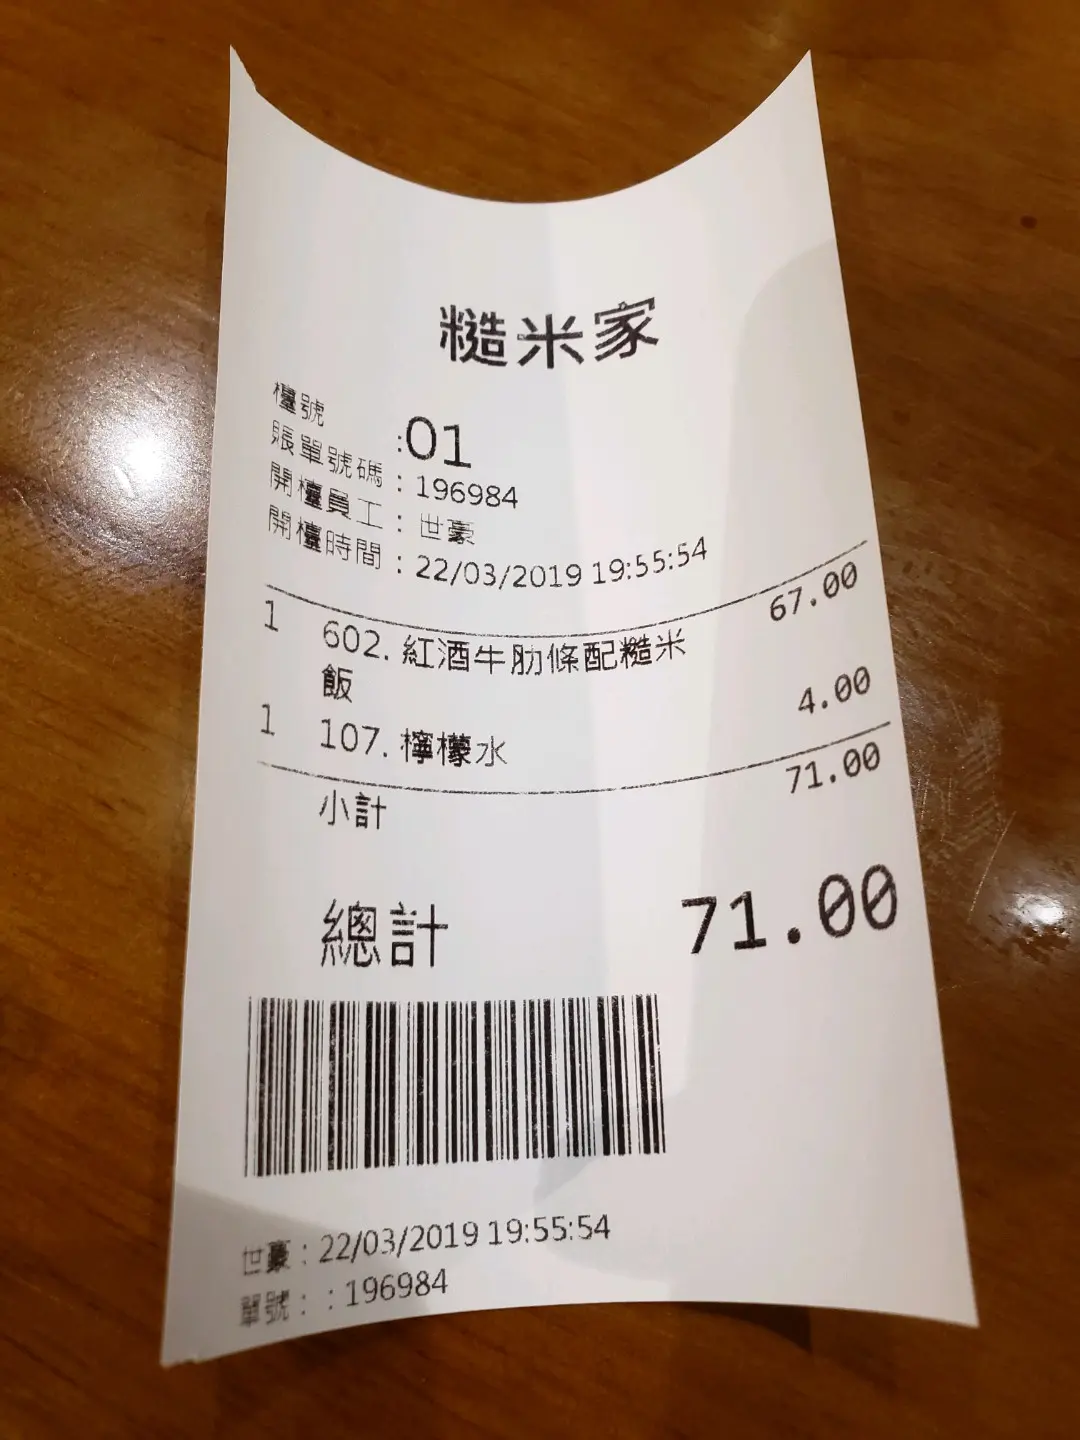 糙米家
檯號 :01
賬單號碼 : 196984
開檯員工 : 世豪
開檯時間 : 22/03/2019 19:55:54
1 602. 紅酒牛肋條配糙米 67.00
飯
1 107. 檸檬水 4.00
小計 71.00
總計 71.00
世豪 : 22/03/2019 19:55:54
單號 : : 196984